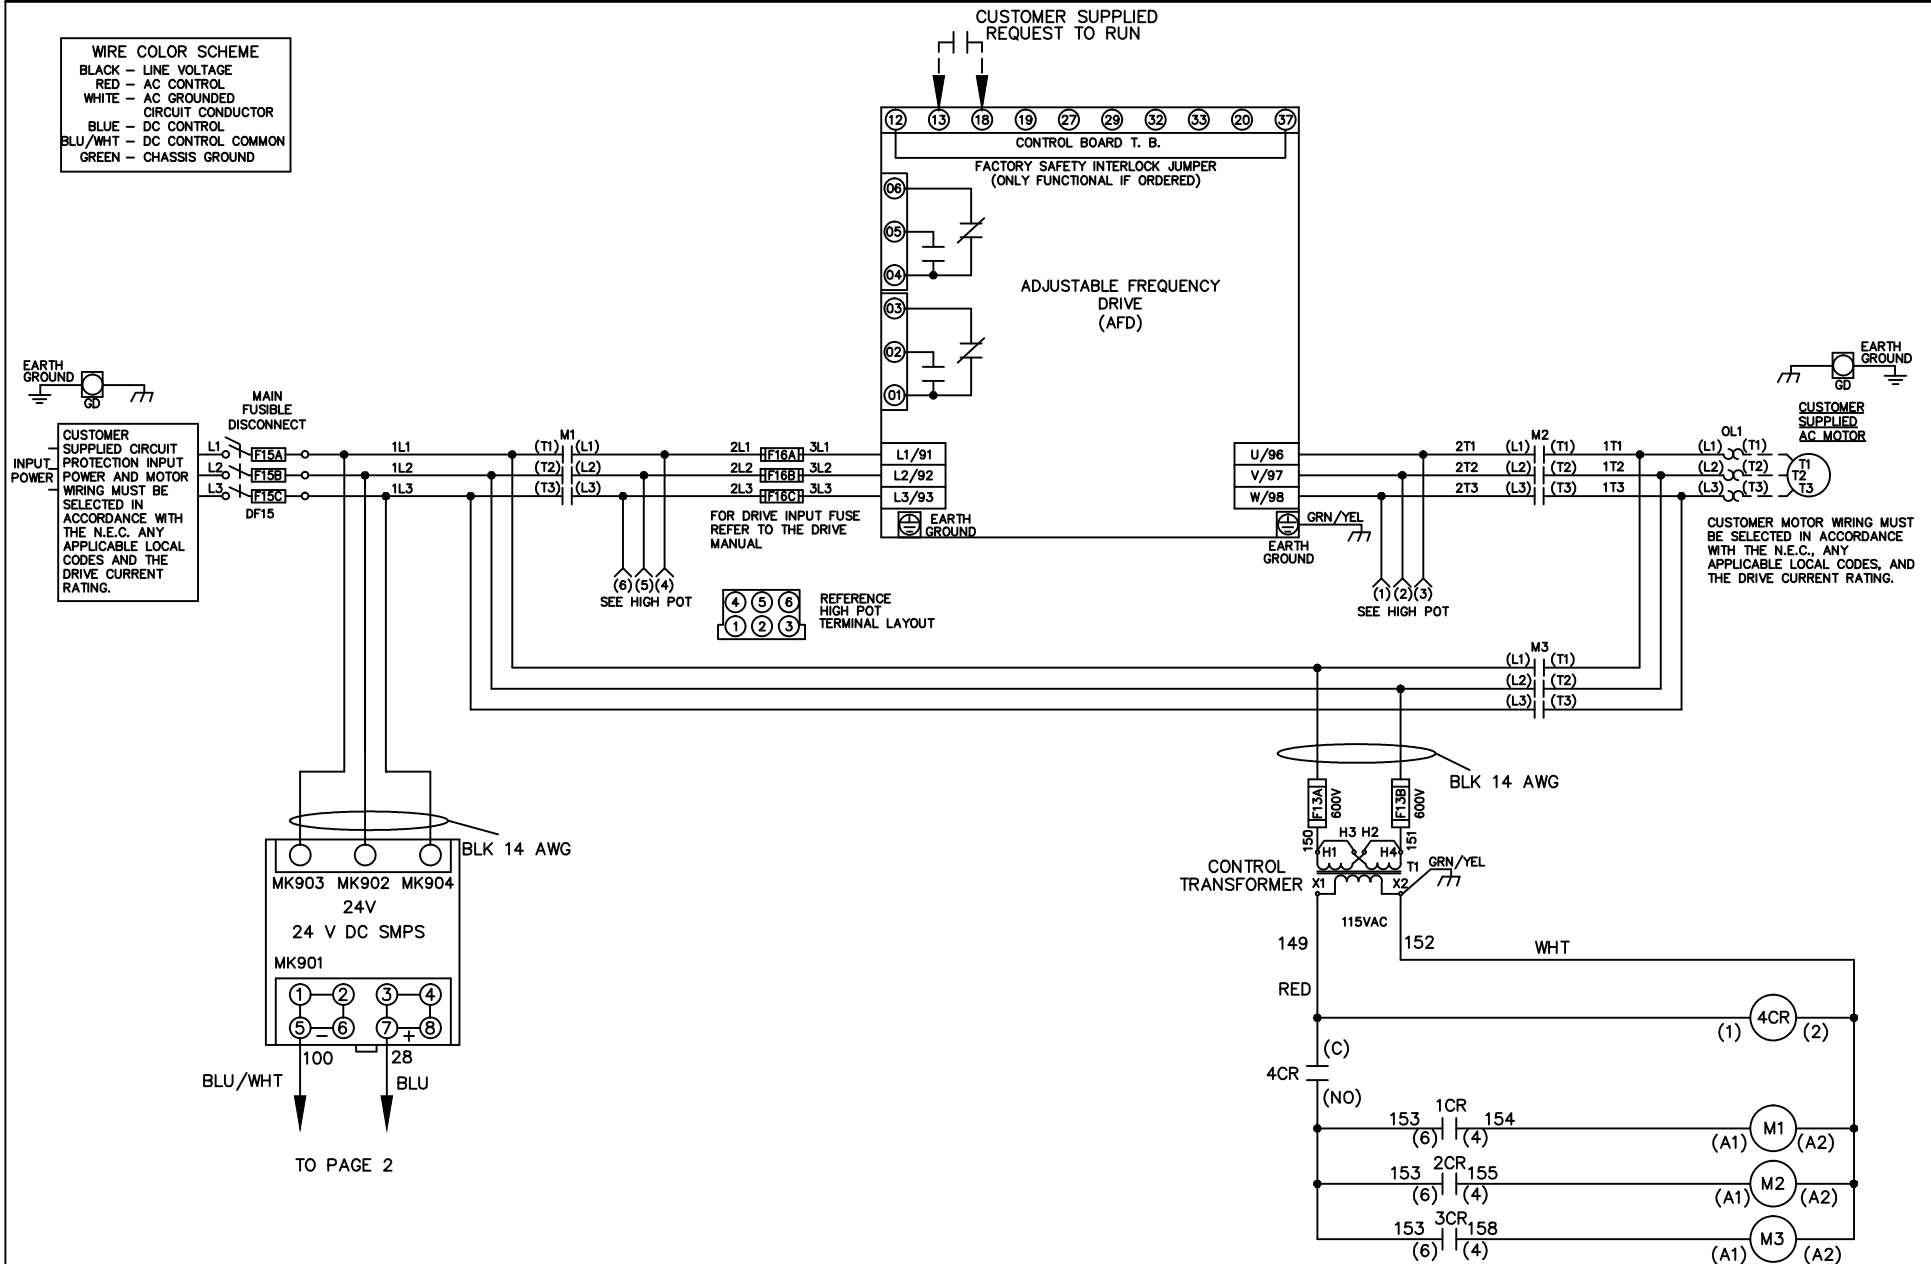 CUSTOMER SUPPLIED
REQUEST TO RUN
WIRE COLOR SCHEME
BLACK – LINE VOLTAGE
RED – AC CONTROL
WHITE – AC GROUNDED
CIRCUIT CONDUCTOR
BLUE – DC CONTROL
BLU/WHT – DC CONTROL COMMON
GREEN – CHASSIS GROUND
12 13 18 19 27 29 32 33 20 37
CONTROL BOARD T. B.
FACTORY SAFETY INTERLOCK JUMPER
(ONLY FUNCTIONAL IF ORDERED)
06
05
04
03
02
01
ADJUSTABLE FREQUENCY
DRIVE
(AFD)
EARTH
GROUND
GD
MAIN
FUSIBLE
DISCONNECT
INPUT
POWER
CUSTOMER
SUPPLIED CIRCUIT
PROTECTION INPUT
POWER AND MOTOR
WIRING MUST BE
SELECTED IN
ACCORDANCE WITH
THE N.E.C. ANY
APPLICABLE LOCAL
CODES AND THE
DRIVE CURRENT
RATING.
L1 F15A 1L1
L2 F15B 1L2
L3 F15C 1L3
DF15
M1
(T1) (L1)
(T2) (L2)
(T3) (L3)
2L1 F16A 3L1
2L2 F16B 3L2
2L3 F16C 3L3
FOR DRIVE INPUT FUSE
REFER TO THE DRIVE
MANUAL
L1/91
L2/92
L3/93
EARTH
GROUND
U/96
V/97
W/98
GRN/YEL
EARTH
GROUND
(6) (5) (4)
SEE HIGH POT
4 5 6
1 2 3
REFERENCE
HIGH POT
TERMINAL LAYOUT
(1) (2) (3)
SEE HIGH POT
M2
2T1 (L1) (T1) 1T1
2T2 (L2) (T2) 1T2
2T3 (L3) (T3) 1T3
OL1
(L1) (T1)
(L2) (T2)
(L3) (T3)
T1
T2
T3
EARTH
GROUND
GD
CUSTOMER
SUPPLIED
AC MOTOR
CUSTOMER MOTOR WIRING MUST
BE SELECTED IN ACCORDANCE
WITH THE N.E.C., ANY
APPLICABLE LOCAL CODES, AND
THE DRIVE CURRENT RATING.
M3
(L1) (T1)
(L2) (T2)
(L3) (T3)
BLK 14 AWG
F13A
600V
F13B
600V
150
151
H3 H2
H1 H4
T1
GRN/YEL
CONTROL
TRANSFORMER
X1 X2
115VAC
149
152
WHT
RED
BLK 14 AWG
MK903 MK902 MK904
24V
24 V DC SMPS
MK901
1 2 3 4
5 – 6 7 + 8
100
28
BLU/WHT
BLU
TO PAGE 2
4CR
(1) (2)
(C)
4CR
(NO)
1CR
153 154
(6) (4)
M1
(A1) (A2)
2CR
153 155
(6) (4)
M2
(A1) (A2)
3CR
153 158
(6) (4)
M3
(A1) (A2)